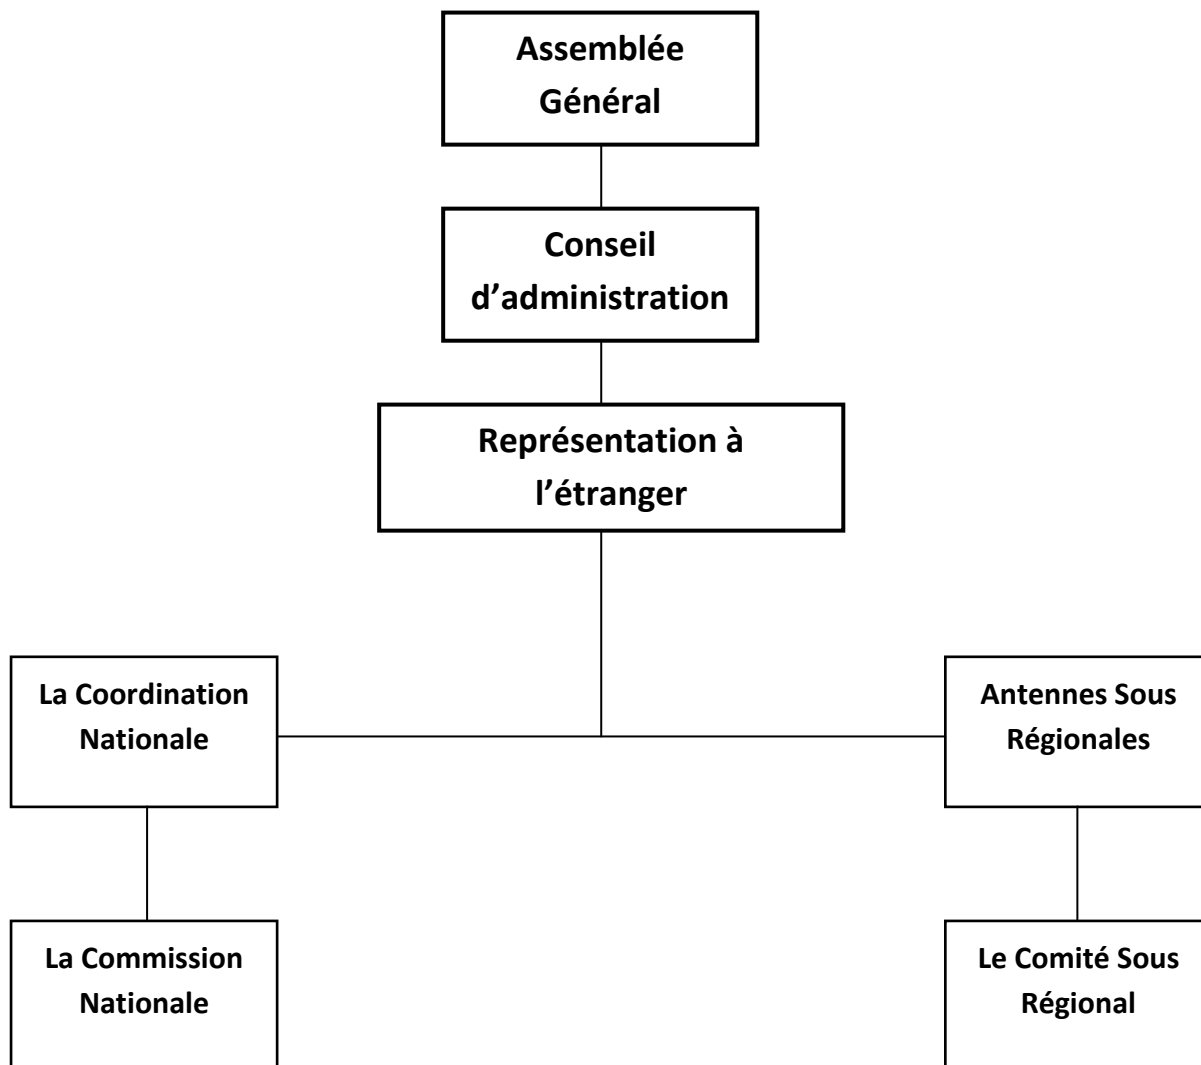 Assemblée
Général
Conseil
d’administration
Représentation à
l’étranger
La Coordination
Nationale
Antennes Sous
Régionales
La Commission
Nationale
Le Comité Sous
Régional